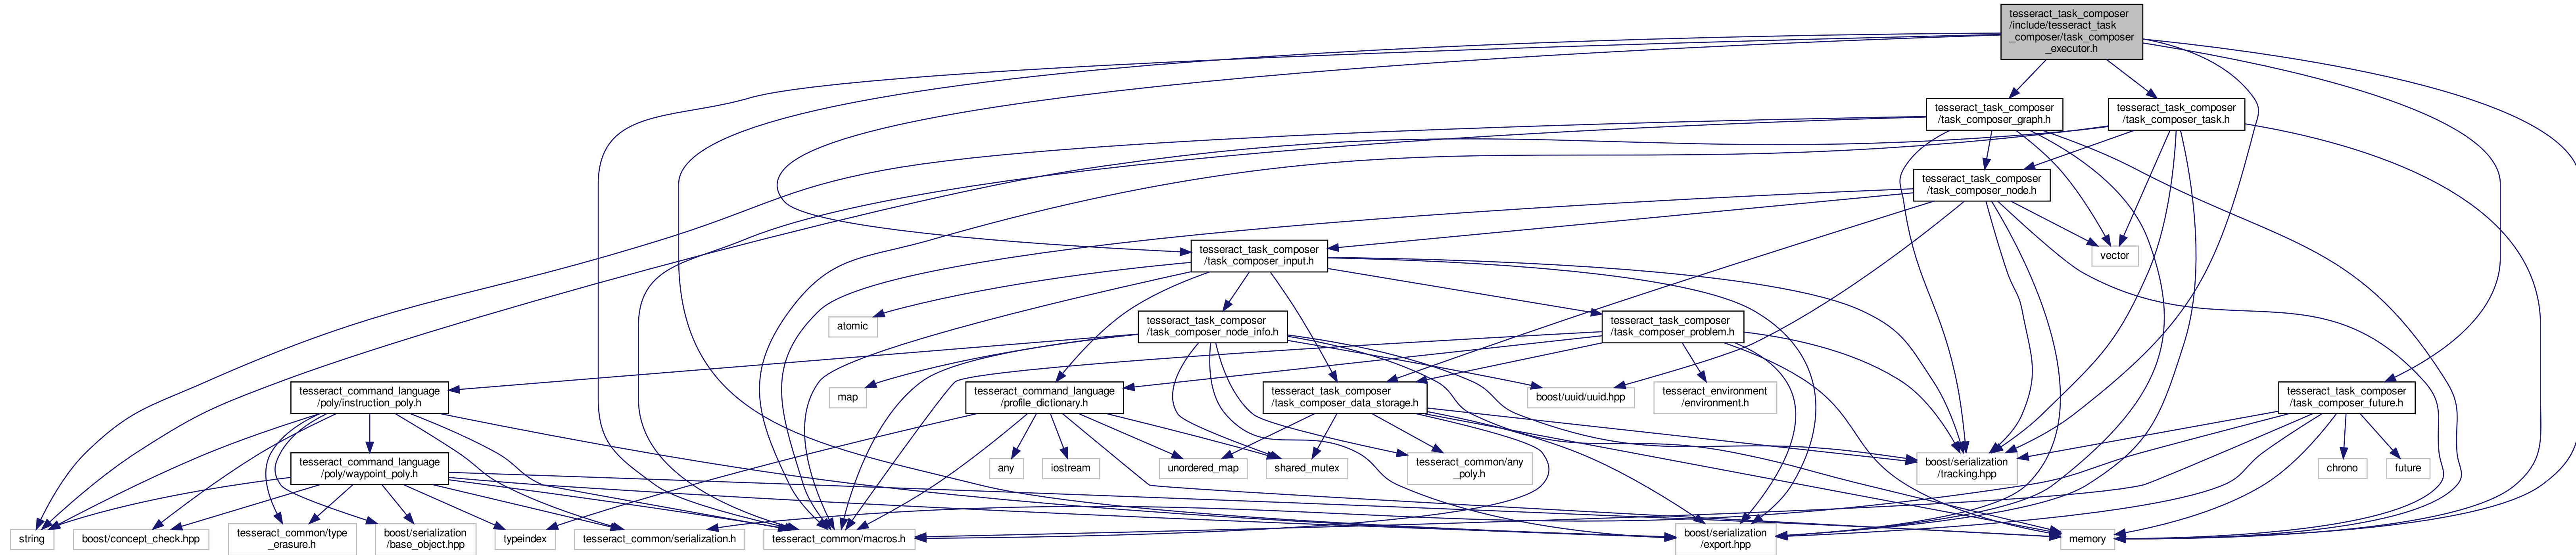 tesseract_task_composer
/include/tesseract_task
_composer/task_composer
_executor.h
tesseract_task_composer
/task_composer_graph.h
tesseract_task_composer
/task_composer_task.h
tesseract_task_composer
/task_composer_node.h
tesseract_task_composer
/task_composer_input.h
vector
atomic
tesseract_task_composer
/task_composer_node_info.h
tesseract_task_composer
/task_composer_problem.h
tesseract_command_language
/poly/instruction_poly.h
map
tesseract_command_language
/profile_dictionary.h
tesseract_task_composer
/task_composer_data_storage.h
boost/uuid/uuid.hpp
tesseract_environment
/environment.h
tesseract_task_composer
/task_composer_future.h
tesseract_command_language
/poly/waypoint_poly.h
any
iostream
unordered_map
shared_mutex
tesseract_common/any
_poly.h
boost/serialization
/tracking.hpp
chrono
future
string
boost/concept_check.hpp
tesseract_common/type
_erasure.h
boost/serialization
/base_object.hpp
typeindex
tesseract_common/serialization.h
tesseract_common/macros.h
boost/serialization
/export.hpp
memory